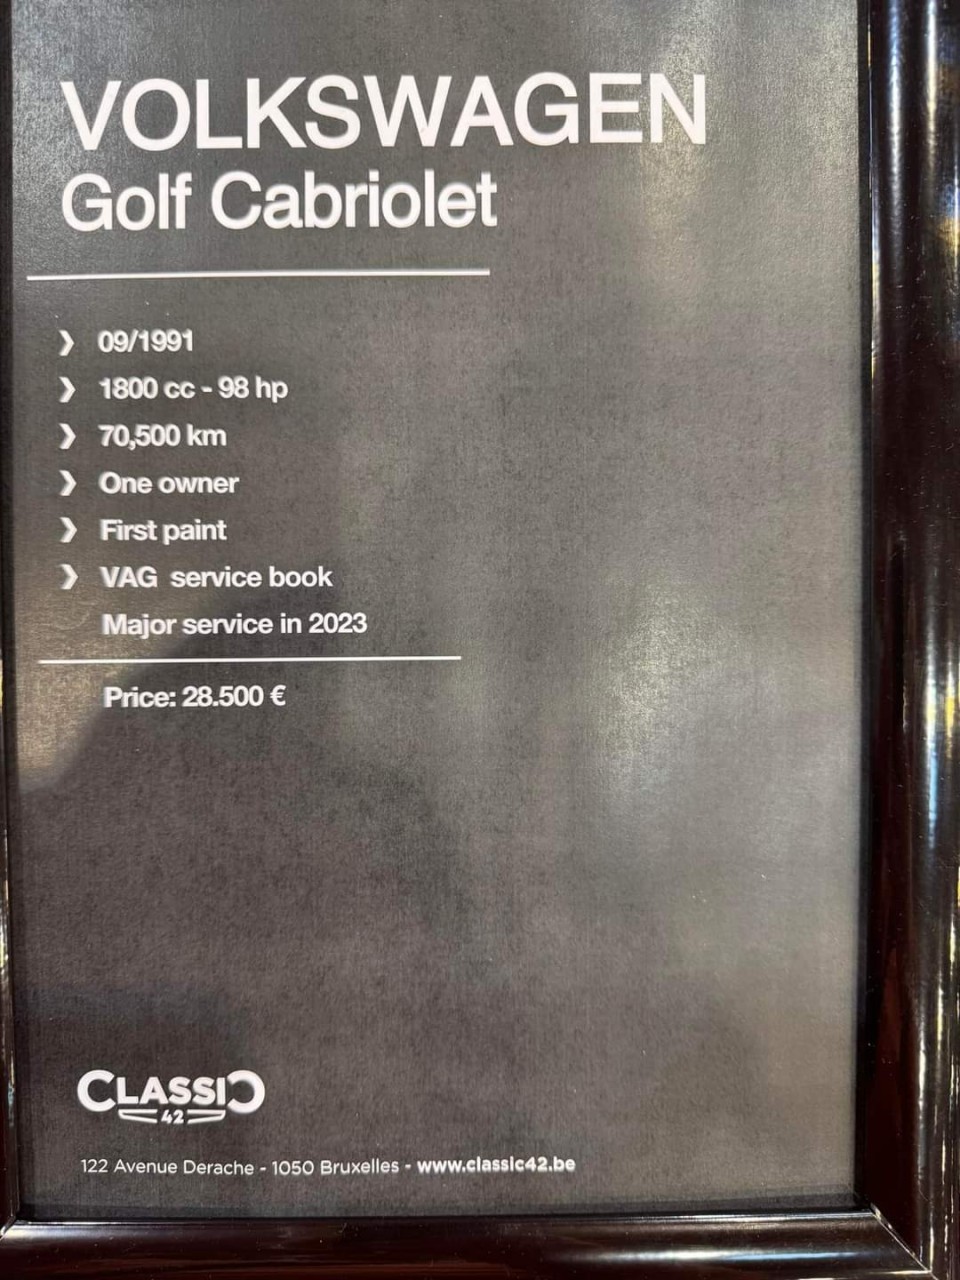 VOLKSWAGEN
Golf Cabriolet
❯ 09/1991
❯ 1800 cc - 98 hp
❯ 70,500 km
❯ One owner
❯ First paint
❯ VAG service book
Major service in 2023
Price: 28.500 €
CLASSIC
42
122 Avenue Derache - 1050 Bruxelles - www.classic42.be